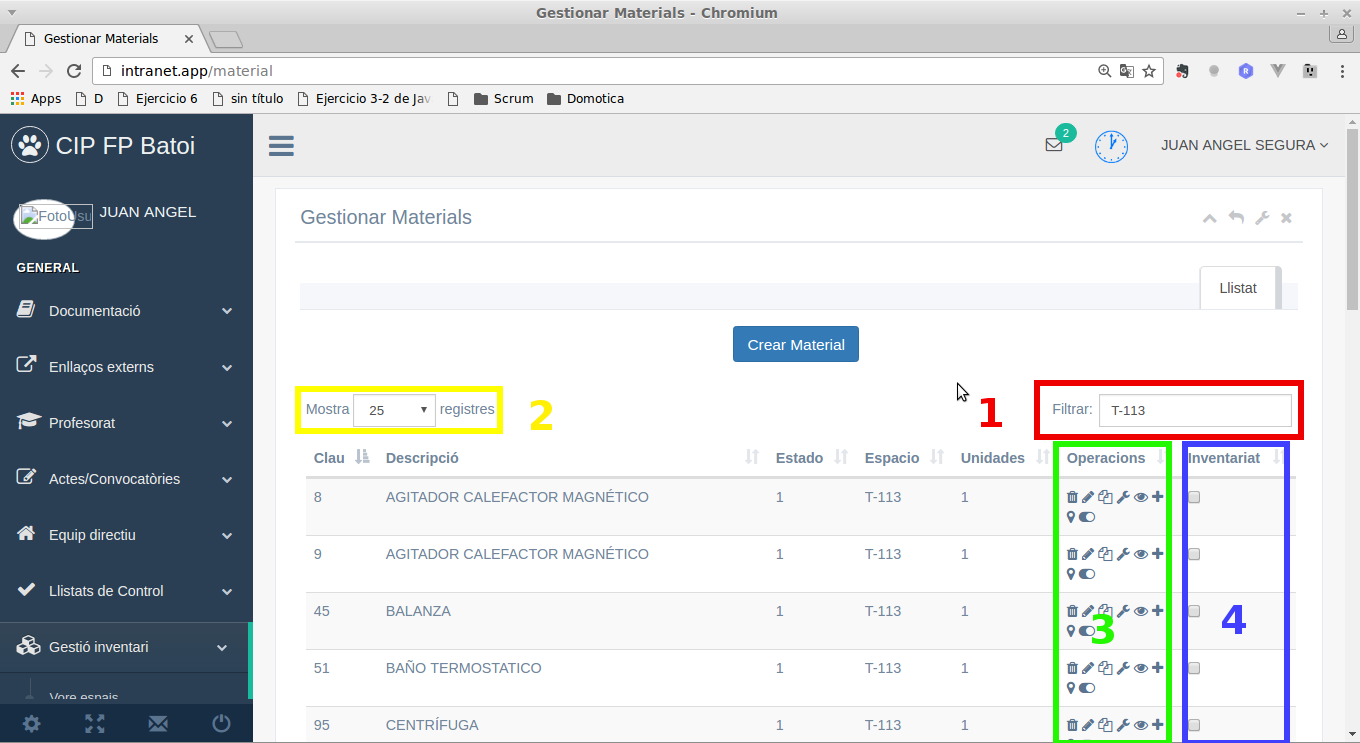 Gestionar Materials - Chromium
Gestionar Materials
intranet.app/material
Apps D Ejercicio 6 sin título Ejercicio 3-2 de Jav Scrum Domotica
CIP FP Batoi
2
JUAN ANGEL SEGURA
FotoUsu
JUAN ANGEL
GENERAL
Documentació
Enllaços externs
Profesorat
Actes/Convocatòries
Equip directiu
Llistats de Control
Gestió inventari
Vore espais
Gestionar Materials
Llistat
Crear Material
Mostra 25 registres 2
1 Filtrar: T-113
Clau Descripció Estado Espacio Unidades Operacions Inventariat
8 AGITADOR CALEFACTOR MAGNÉTICO 1 T-113 1
9 AGITADOR CALEFACTOR MAGNÉTICO 1 T-113 1
45 BALANZA 1 T-113 1
3 4
51 BAÑO TERMOSTATICO 1 T-113 1
95 CENTRÍFUGA 1 T-113 1